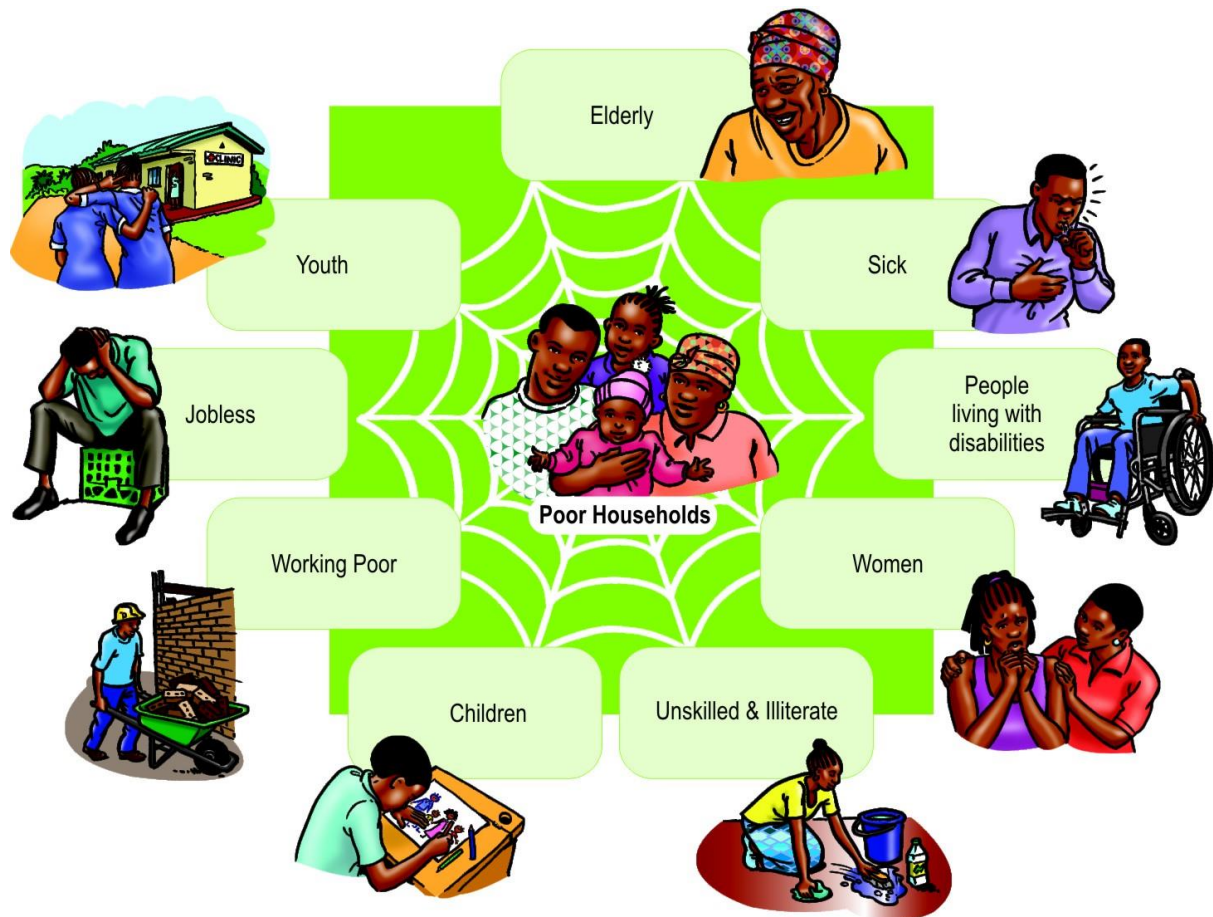 Elderly
CLINIC
Youth
Sick
Jobless
People
living with
disabilities
Poor Households
Working Poor
Women
Children
Unskilled & Illiterate